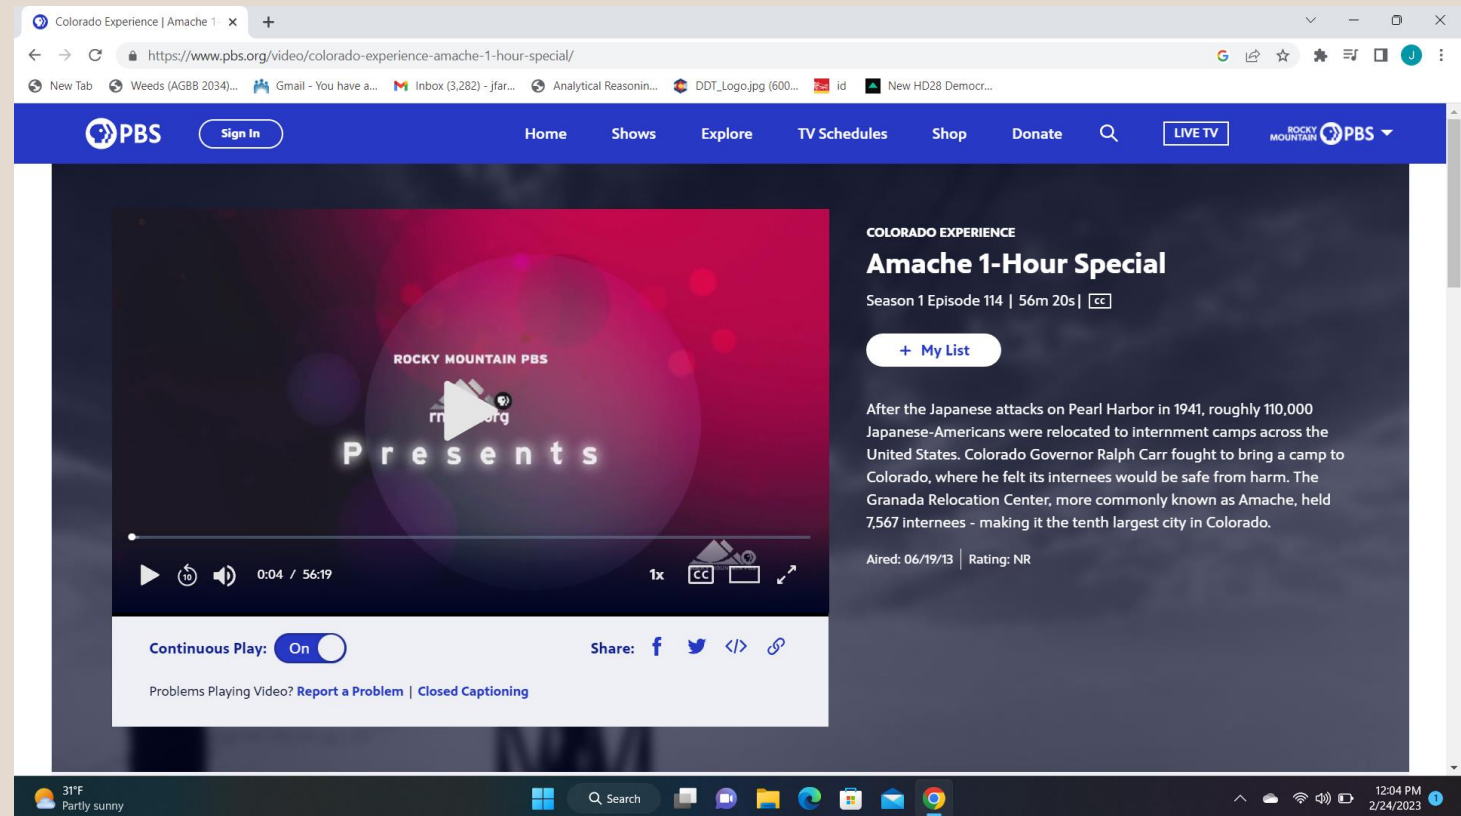 Colorado Experience | Amache 1-
https://www.pbs.org/video/colorado-experience-amache-1-hour-special/
G
J
New Tab
Weeds (AGBB 2034)...
Gmail - You have a...
Inbox (3,282) - jfar...
Analytical Reasonin...
DDT_Logo.jpg (600...
id
New HD28 Democr...
PBS
Sign In
Home
Shows
Explore
TV Schedules
Shop
Donate
LIVE TV
ROCKY MOUNTAIN PBS
ROCKY MOUNTAIN PBS
Presents
10
0:04 / 56:19
1x
CC
COLORADO EXPERIENCE
Amache 1-Hour Special
Season 1 Episode 114 | 56m 20s | CC
+ My List
After the Japanese attacks on Pearl Harbor in 1941, roughly 110,000
Japanese-Americans were relocated to internment camps across the
United States. Colorado Governor Ralph Carr fought to bring a camp to
Colorado, where he felt its internees would be safe from harm. The
Granada Relocation Center, more commonly known as Amache, held
7,567 internees - making it the tenth largest city in Colorado.
Aired: 06/19/13 | Rating: NR
Continuous Play: On
Share: f </>
Problems Playing Video? Report a Problem | Closed Captioning
31°F
Partly sunny
Search
12:04 PM
2/24/2023
1